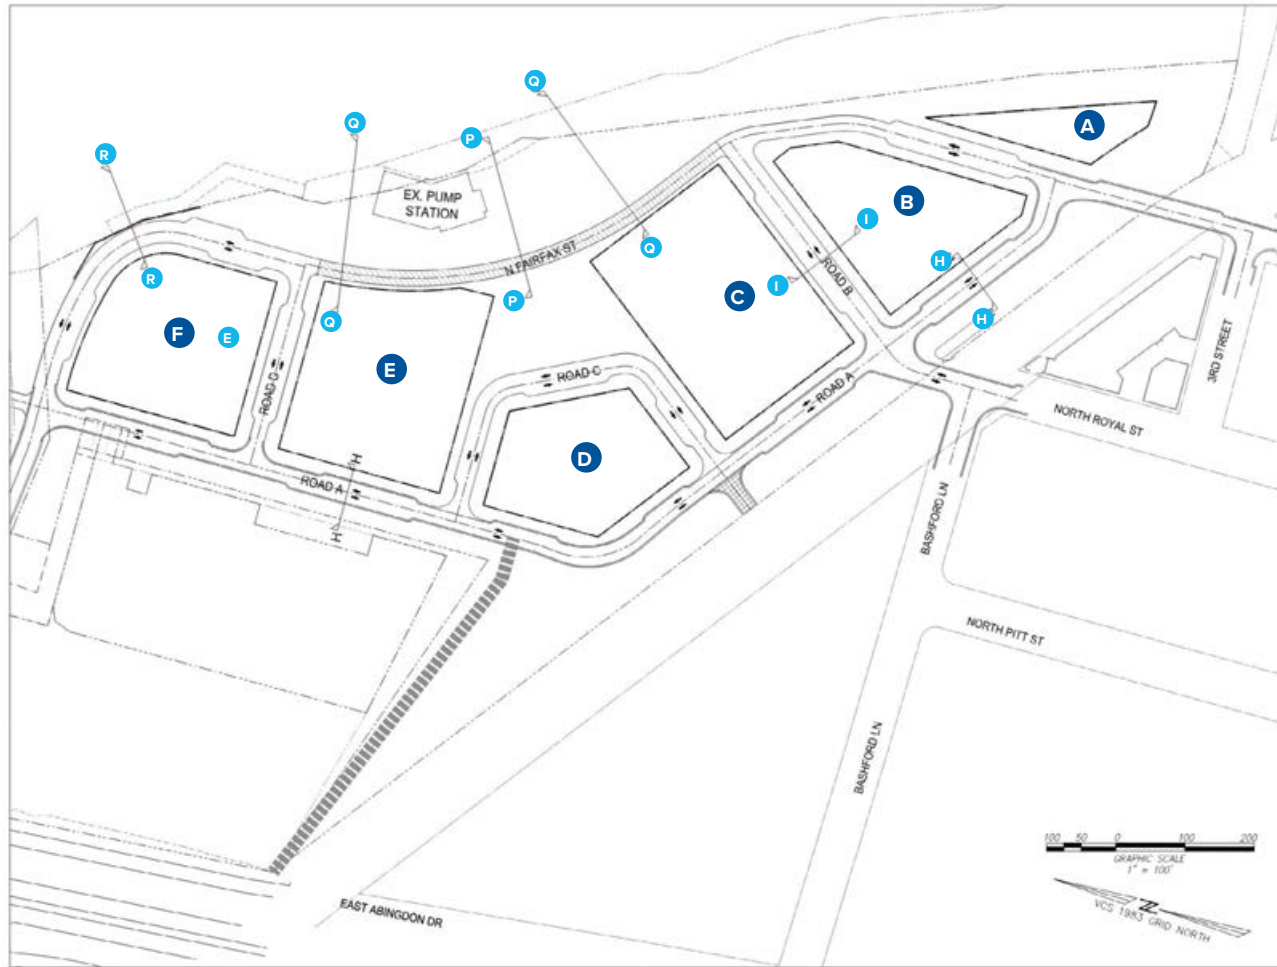 Q
Q
P
R
A
EX. PUMP
STATION
B
I
Q
N FAIRFAX ST
H
R
ROAD B
I
C
P
Q
H
F
E
E
3RD STREET
ROAD C
ROAD D
ROAD A
NORTH ROYAL ST
D
H
ROAD A
BASHFORD LN
H
NORTH PITT ST
BASHFORD LN
100 50 0 100 200
GRAPHIC SCALE
1" = 100'
N
VCS 1983 GRID NORTH
EAST ABINGDON DR